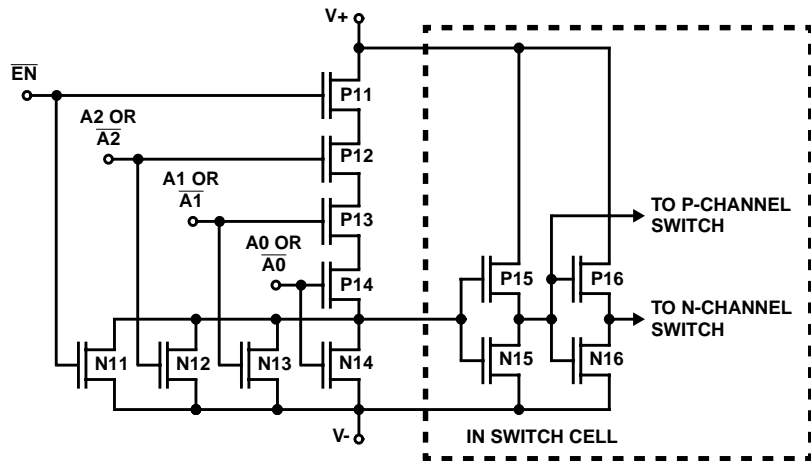 V+
EN
P11
A2 OR
A2
P12
A1 OR
A1
P13
A0 OR
A0
P14
TO P-CHANNEL
SWITCH
P15
P16
TO N-CHANNEL
SWITCH
N11
N12
N13
N14
N15
N16
V-
IN SWITCH CELL